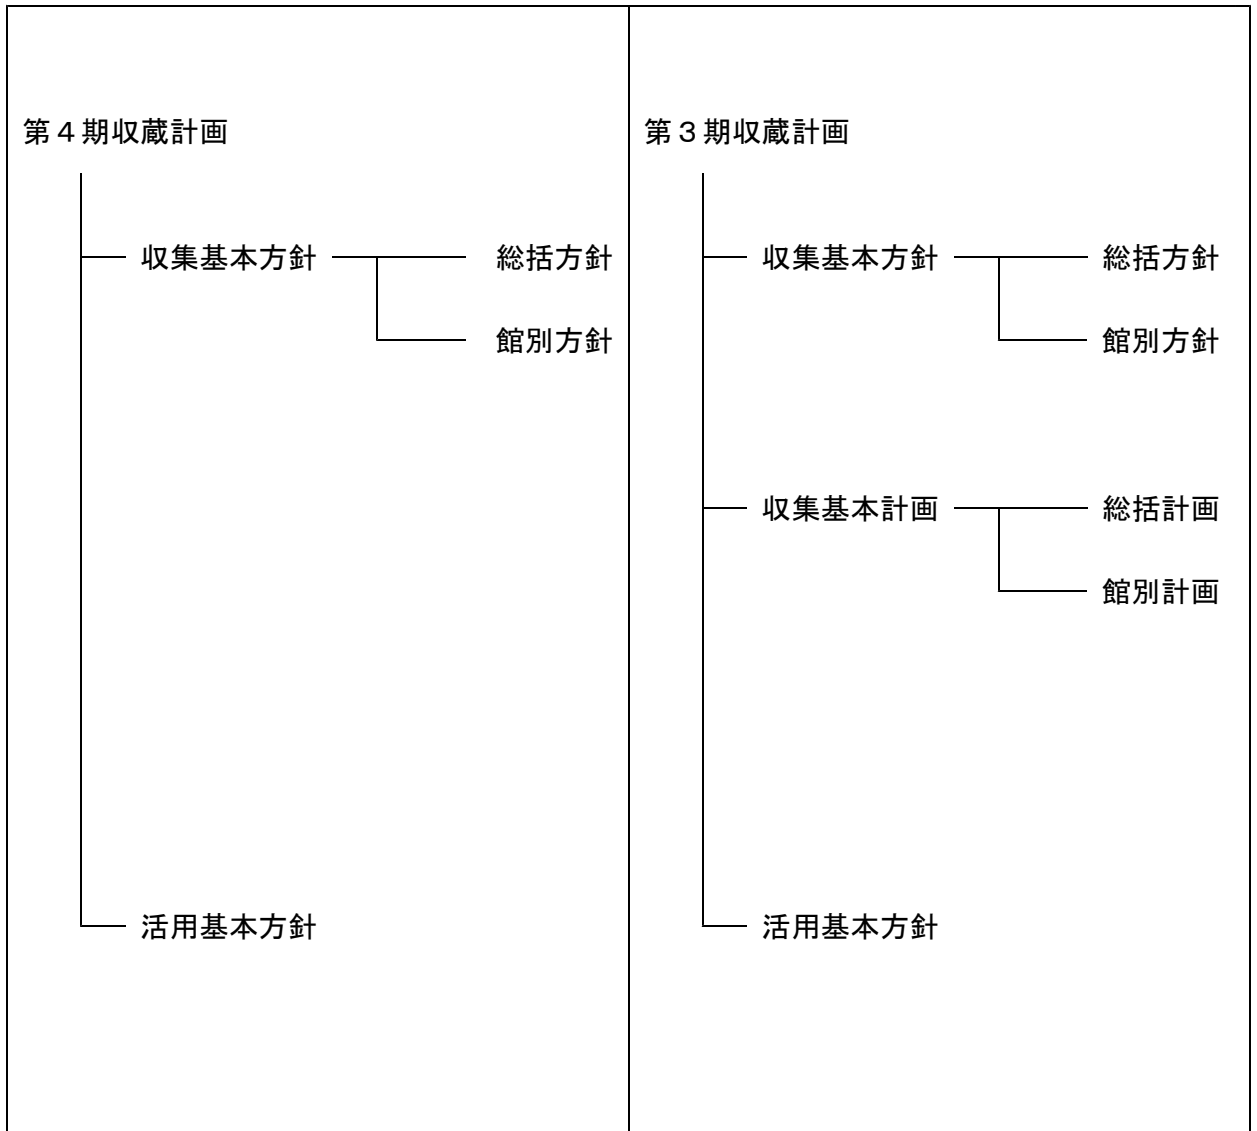 第４期収蔵計画
収集基本方針
総括方針
館別方針
活用基本方針
第３期収蔵計画
収集基本方針
総括方針
館別方針
収集基本計画
総括計画
館別計画
活用基本方針